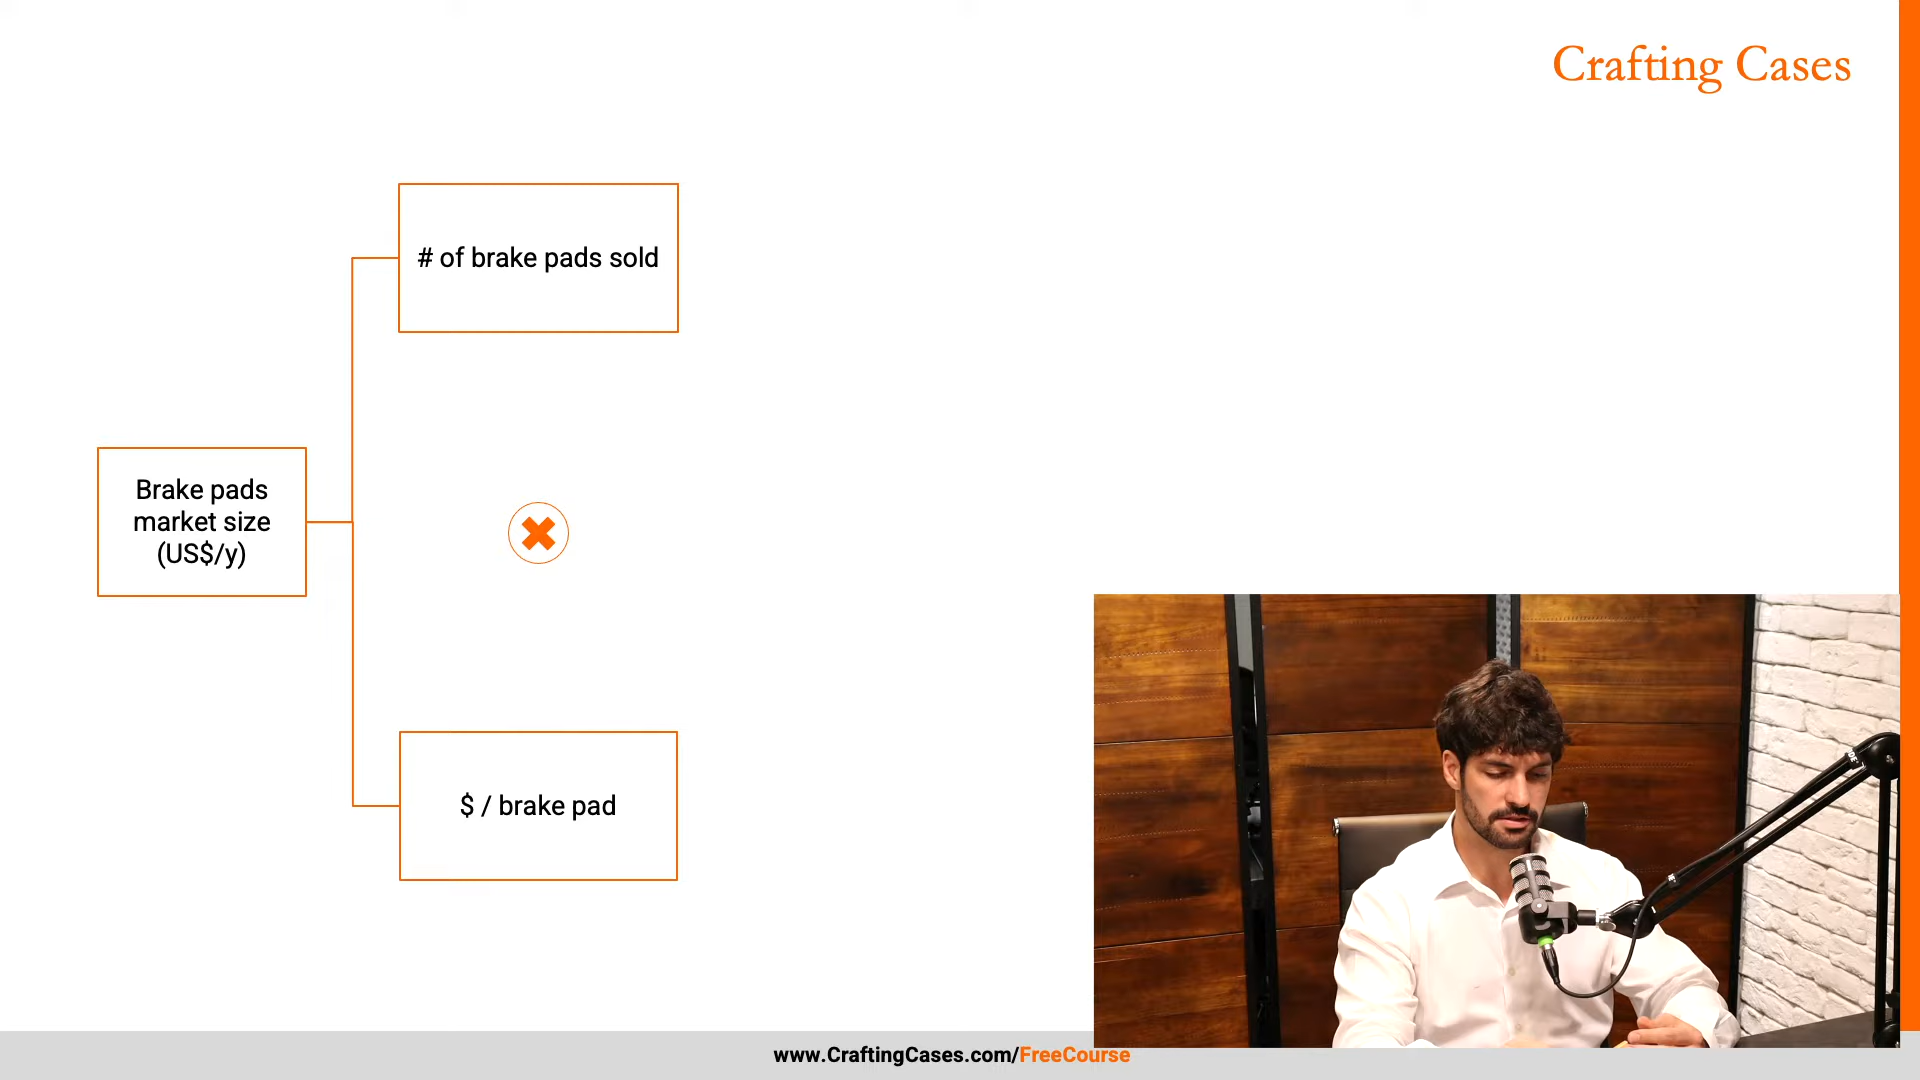 Crafting Cases
# of brake pads sold
Brake pads
market size
(US$/y)
$ / brake pad
www.CraftingCases.com/FreeCourse